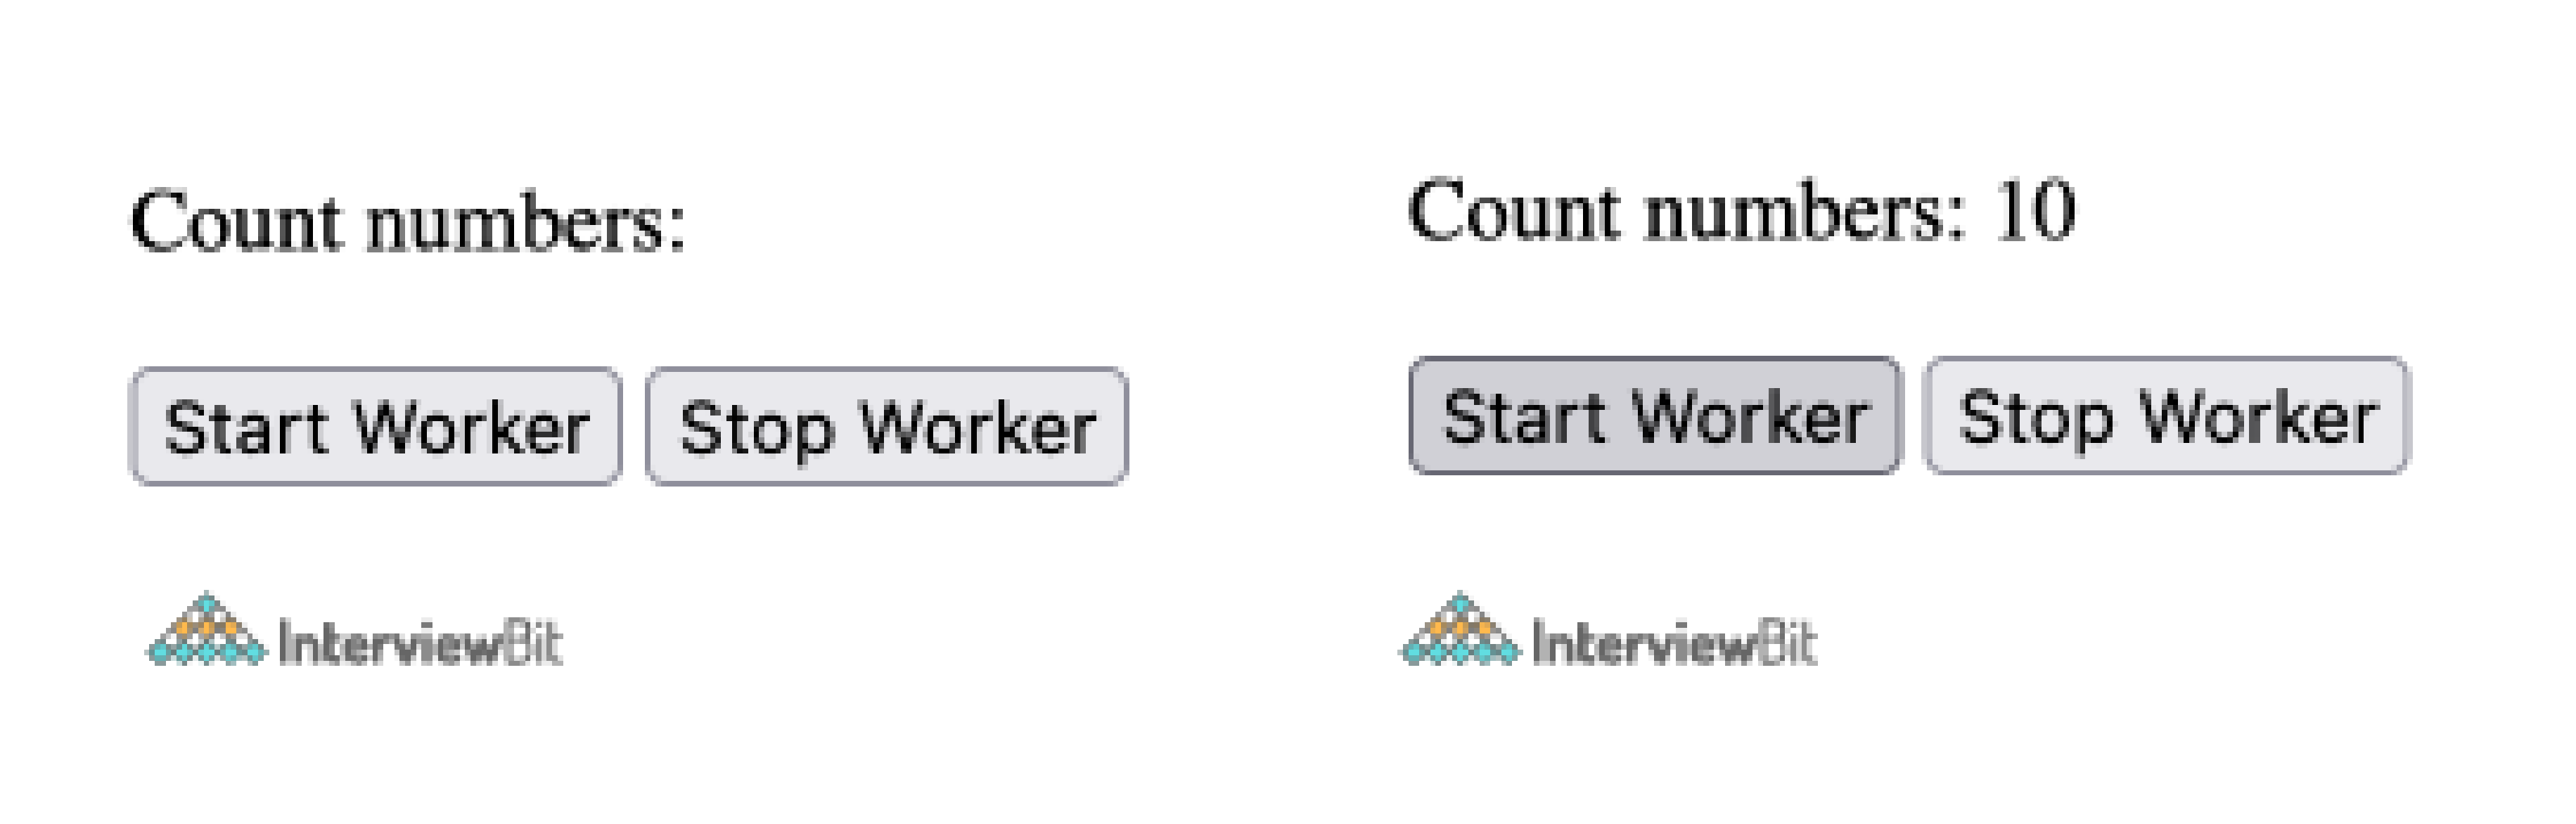 Count numbers:
Start Worker Stop Worker
InterviewBit
Count numbers: 10
Start Worker Stop Worker
InterviewBit